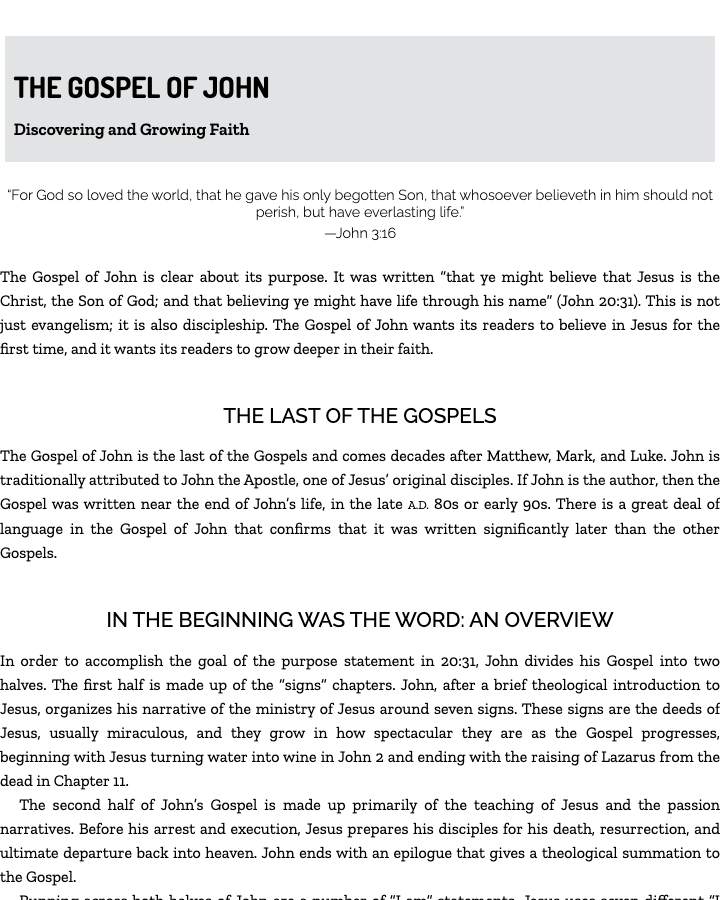 THE GOSPEL OF JOHN
Discovering and Growing Faith
“For God so loved the world, that he gave his only begotten Son, that whosoever believeth in him should not
perish, but have everlasting life.”
—John 3:16
The Gospel of John is clear about its purpose. It was written “that ye might believe that Jesus is the
Christ, the Son of God; and that believing ye might have life through his name” (John 20:31). This is not
just evangelism; it is also discipleship. The Gospel of John wants its readers to believe in Jesus for the
first time, and it wants its readers to grow deeper in their faith.
THE LAST OF THE GOSPELS
The Gospel of John is the last of the Gospels and comes decades after Matthew, Mark, and Luke. John is
traditionally attributed to John the Apostle, one of Jesus’ original disciples. If John is the author, then the
Gospel was written near the end of John’s life, in the late A.D. 80s or early 90s. There is a great deal of
language in the Gospel of John that confirms that it was written significantly later than the other
Gospels.
IN THE BEGINNING WAS THE WORD: AN OVERVIEW
In order to accomplish the goal of the purpose statement in 20:31, John divides his Gospel into two
halves. The first half is made up of the “signs” chapters. John, after a brief theological introduction to
Jesus, organizes his narrative of the ministry of Jesus around seven signs. These signs are the deeds of
Jesus, usually miraculous, and they grow in how spectacular they are as the Gospel progresses,
beginning with Jesus turning water into wine in John 2 and ending with the raising of Lazarus from the
dead in Chapter 11.
The second half of John’s Gospel is made up primarily of the teaching of Jesus and the passion
narratives. Before his arrest and execution, Jesus prepares his disciples for his death, resurrection, and
ultimate departure back into heaven. John ends with an epilogue that gives a theological summation to
the Gospel.
Running across both halves of John are a number of “I am” statements. Jesus uses seven different “I